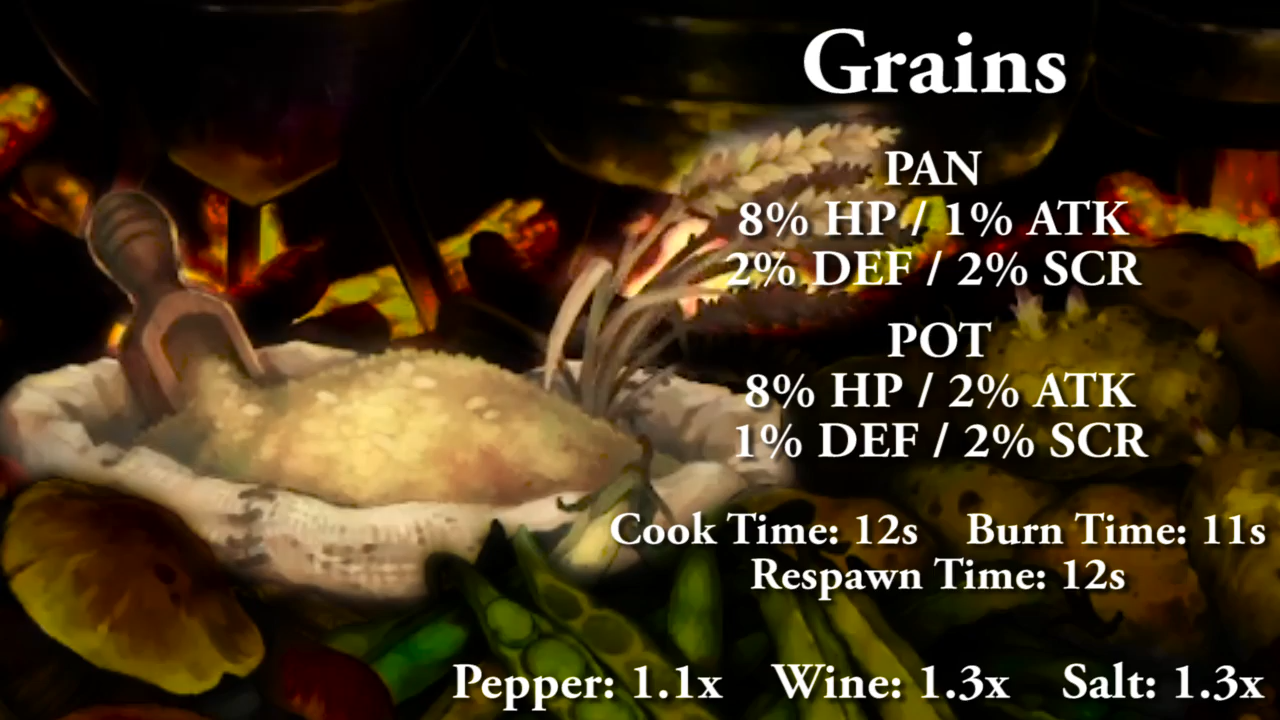 Grains
PAN
8% HP / 1% ATK
2% DEF / 2% SCR
POT
8% HP / 2% ATK
1% DEF / 2% SCR
Cook Time: 12s Burn Time: 11s
Respawn Time: 12s
Pepper: 1.1x Wine: 1.3x Salt: 1.3x